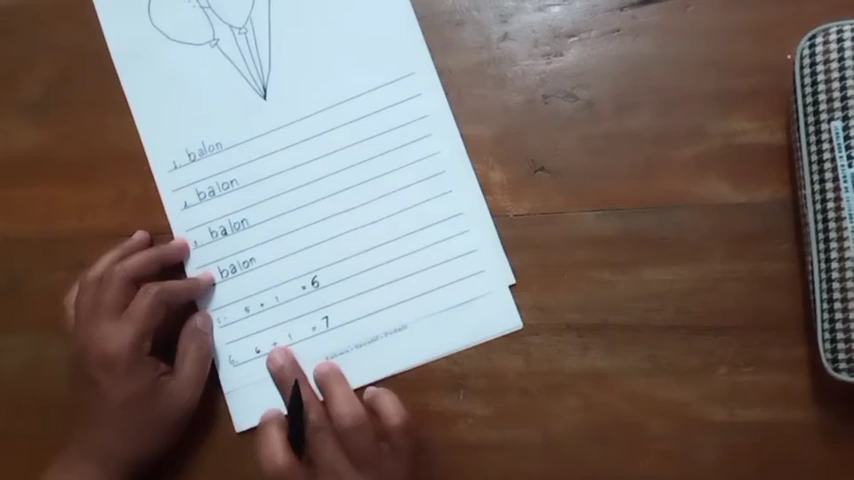 1. balon
2. balon
3. balon
balon
5. 5 + 1 = 6
6. 6 + 1 = 7